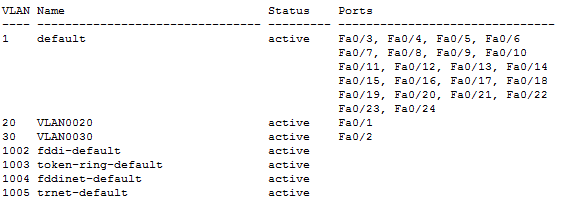 VLAN Name                             Status    Ports
---- -------------------------------- --------- -------------------------------
1    default                          active    Fa0/3, Fa0/4, Fa0/5, Fa0/6
                                                Fa0/7, Fa0/8, Fa0/9, Fa0/10
                                                Fa0/11, Fa0/12, Fa0/13, Fa0/14
                                                Fa0/15, Fa0/16, Fa0/17, Fa0/18
                                                Fa0/19, Fa0/20, Fa0/21, Fa0/22
                                                Fa0/23, Fa0/24
20   VLAN0020                         active    Fa0/1
30   VLAN0030                         active    Fa0/2
1002 fddi-default                     active
1003 token-ring-default               active
1004 fddinet-default                  active
1005 trnet-default                    active